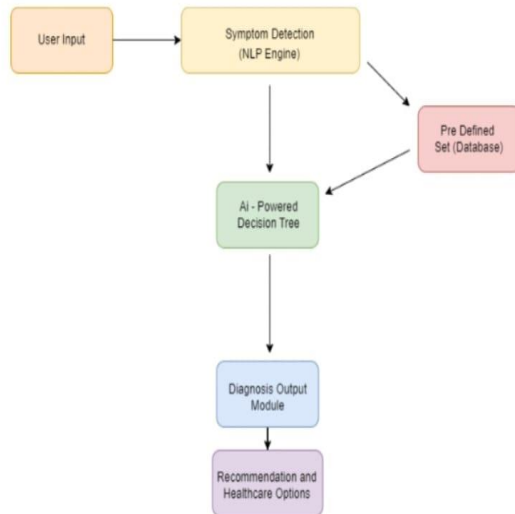 User Input
Symptom Detection
(NLP Engine)
Pre Defined
Set (Database)
Ai - Powered
Decision Tree
Diagnosis Output
Module
Recommendation and
Healthcare Options